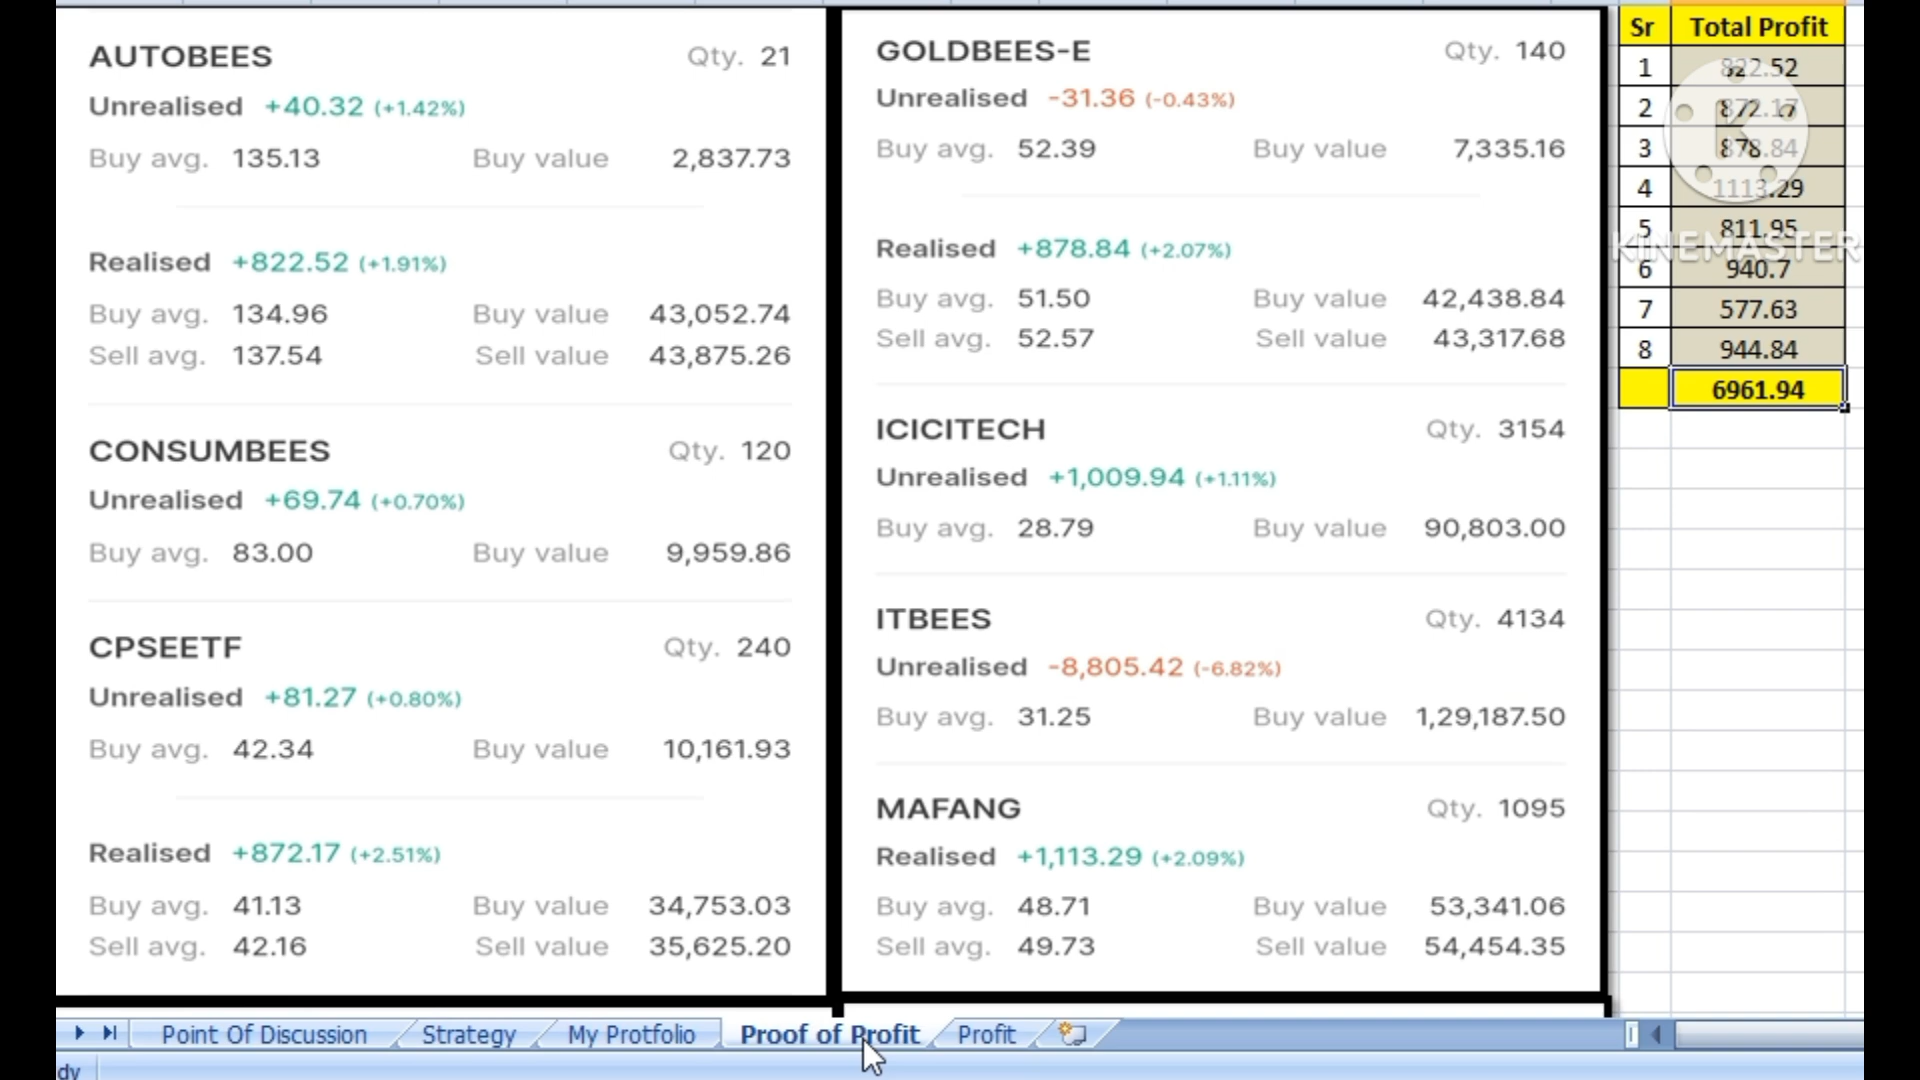 AUTOBEES Qty. 21
Unrealised +40.32 (+1.42%)
Buy avg. 135.13 Buy value 2,837.73
Realised +822.52 (+1.91%)
Buy avg. 134.96 Buy value 43,052.74
Sell avg. 137.54 Sell value 43,875.26
CONSUMBEES Qty. 120
Unrealised +69.74 (+0.70%)
Buy avg. 83.00 Buy value 9,959.86
CPSEETF Qty. 240
Unrealised +81.27 (+0.80%)
Buy avg. 42.34 Buy value 10,161.93
Realised +872.17 (+2.51%)
Buy avg. 41.13 Buy value 34,753.03
Sell avg. 42.16 Sell value 35,625.20
GOLDBEES-E Qty. 140
Unrealised -31.36 (-0.43%)
Buy avg. 52.39 Buy value 7,335.16
Realised +878.84 (+2.07%)
Buy avg. 51.50 Buy value 42,438.84
Sell avg. 52.57 Sell value 43,317.68
ICICITECH Qty. 3154
Unrealised +1,009.94 (+1.11%)
Buy avg. 28.79 Buy value 90,803.00
ITBEES Qty. 4134
Unrealised -8,805.42 (-6.82%)
Buy avg. 31.25 Buy value 1,29,187.50
MAFANG Qty. 1095
Realised +1,113.29 (+2.09%)
Buy avg. 48.71 Buy value 53,341.06
Sell avg. 49.73 Sell value 54,454.35
Sr Total Profit
1 822.52
2 872.17
3 878.84
4 1113.29
5 811.95
6 940.7
7 577.63
8 944.84
6961.94
K
KINEMASTER
Point Of Discussion Strategy My Protfolio Proof of Profit Profit
dy